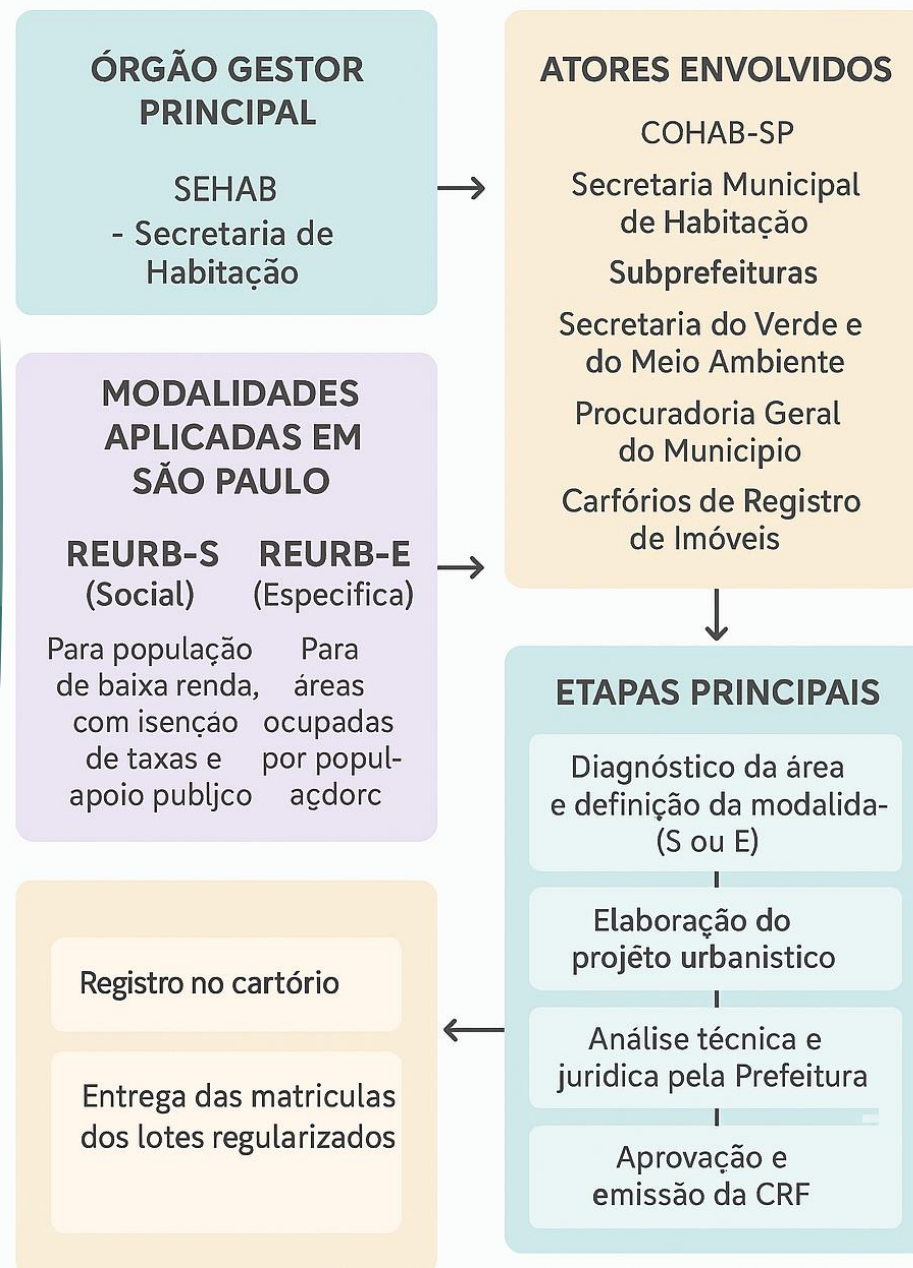 ÓRGÃO GESTOR
PRINCIPAL
SEHAB
- Secretaria de
Habitação
MODALIDADES
APLICADAS EM
SÃO PAULO
REURB-S
(Social)
Para população
de baixa renda,
com isenção
de taxas e
apoio publjco
REURB-E
(Especifica)
Para
áreas
ocupadas
por popul-
açdorc
ATORES ENVOLVIDOS
COHAB-SP
Secretaria Municipal
de Habitação
Subprefeituras
Secretaria do Verde e
do Meio Ambiente
Procuradoria Geral
do Municipio
Carfórios de Registro
de Imóveis
ETAPAS PRINCIPAIS
Diagnóstico da área
e definição da modalida-
(S ou E)
Elaboração do
projêto urbanistico
Análise técnica e
juridica pela Prefeitura
Aprovação e
emissão da CRF
Registro no cartório
Entrega das matriculas
dos lotes regularizados